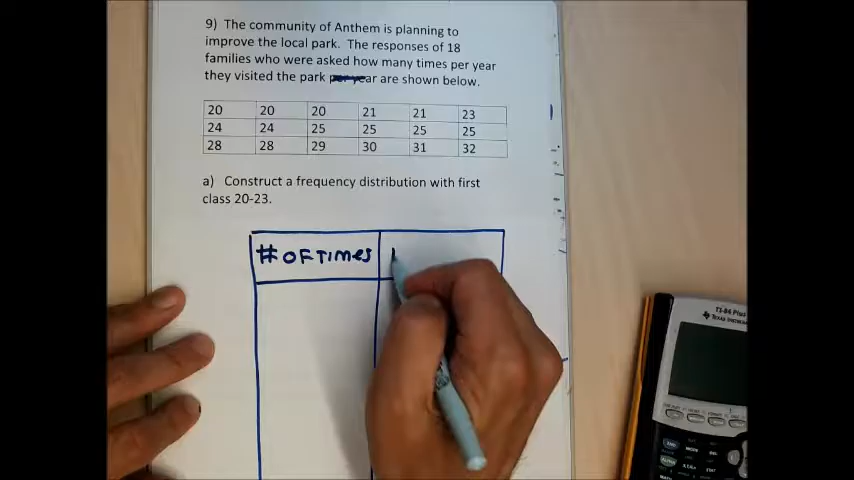 9) The community of Anthem is planning to
improve the local park. The responses of 18
families who were asked how many times per year
they visited the park per year are shown below.
20 20 20 21 21 23
24 24 25 25 25 25
28 28 29 30 31 32
a) Construct a frequency distribution with first
class 20-23.
# OF TIMES
TI-84 Plus
TEXAS INSTRUMENTS